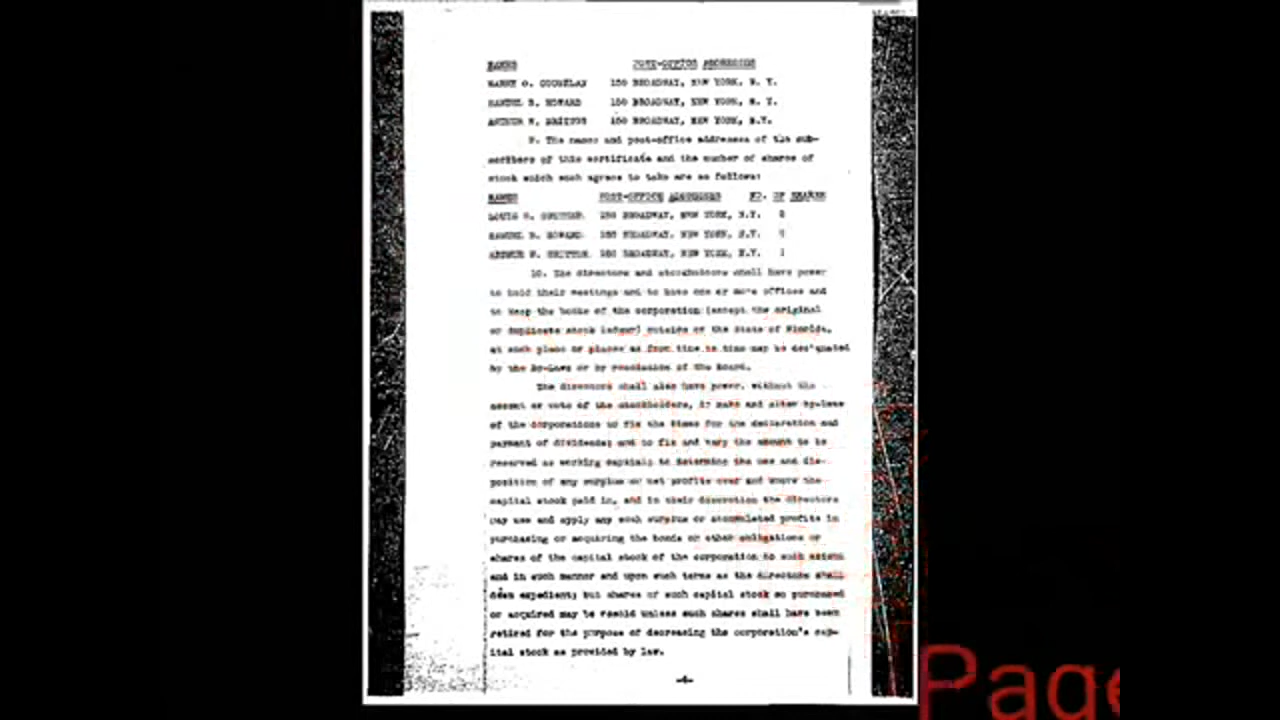 NAMES POST-OFFICE ADDRESSES
HARRY O. 150 BROADWAY, NEW YORK, N. Y.
SAMUEL B. HOWARD 150 BROADWAY, NEW YORK, N. Y.
ARTHUR W. BRITTON 150 BROADWAY, NEW YORK, N.Y.
9. The names and post-office addresses of the sub-
scribers of this certificate and the number of shares of
stock which each agrees to take are as follows:
NAMES POST-OFFICE ADDRESSES NO. OF SHARES
LOUIS 150 BROADWAY, NEW YORK, N.Y.
SAMUEL B. HOWARD 150 BROADWAY, NEW YORK, N.Y.
ARTHUR W. BRITTON 150 BROADWAY, NEW YORK, N.Y. 1
10. The directors and stockholders shall have power
to hold their meetings and to have one or more offices and
to keep the books of the corporation (except the original
or duplicate stock ledger) outside of the State of Florida,
at such place or places as from time to time may be designated
by the By-Laws or by resolution of the Board.
The directors shall also have power, without the
assent or vote of the stockholders, to make and alter by-laws
of the corporation; to fix the times for the declaration and
payment of dividends; and to fix and vary the amount to be
reserved as working capital; to determine the use and dis-
position of any surplus or net profits over and above the
capital stock paid in, and in their discretion the directors
may use and apply any such surplus or accumulated profits in
purchasing or acquiring the bonds or other obligations or
shares of the capital stock of the corporation to such extent
and in such manner and upon such terms as the directors shall
deem expedient; but shares of such capital stock so purchased
or acquired may be resold unless such shares shall have been
retired for the purpose of decreasing the corporation's cap-
ital stock as provided by law.
-4-
Page